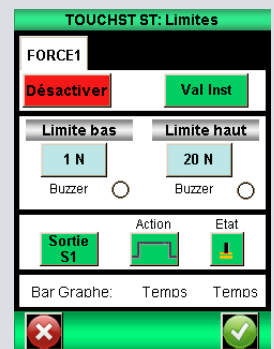 TOUCHST ST: Limites
FORCE1
Désactiver Val Inst
Limite bas Limite haut
1 N 20 N
Buzzer Buzzer
Action Etat
Sortie
S1
Bar Graphe: Temps Temps